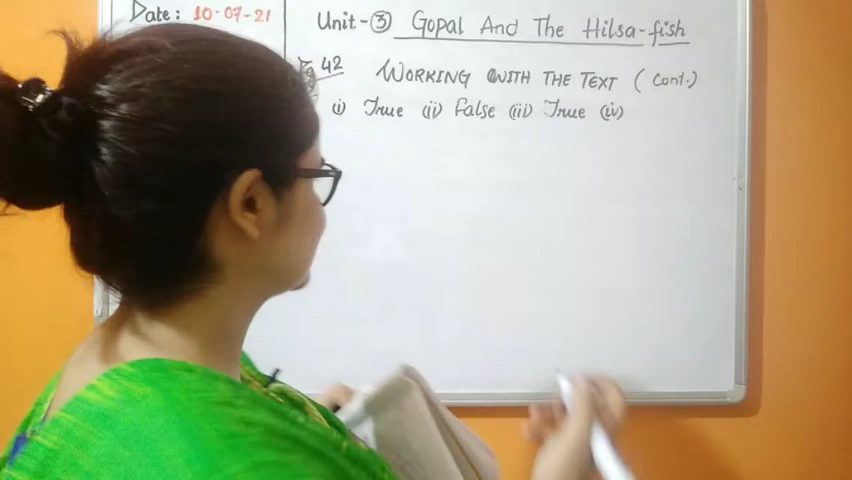 Date: 10-07-21
Unit-③ Gopal And The Hilsa-fish
42 WORKING WITH THE TEXT (Cont.)
(i) True (ii) False (iii) True (iv)